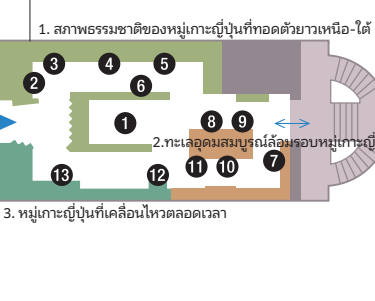 1. สภาพธรรมชาติของหมู่เกาะญี่ปุ่นที่ทอดตัวยาวเหนือ-ใต้
3 4 5
2 6
1 8 9
2.ทะเลอุดมสมบูรณ์ล้อมรอบหมู่เกาะญี่
11 10 7
13 12
3. หมู่เกาะญี่ปุ่นที่เคลื่อนไหวตลอดเวลา